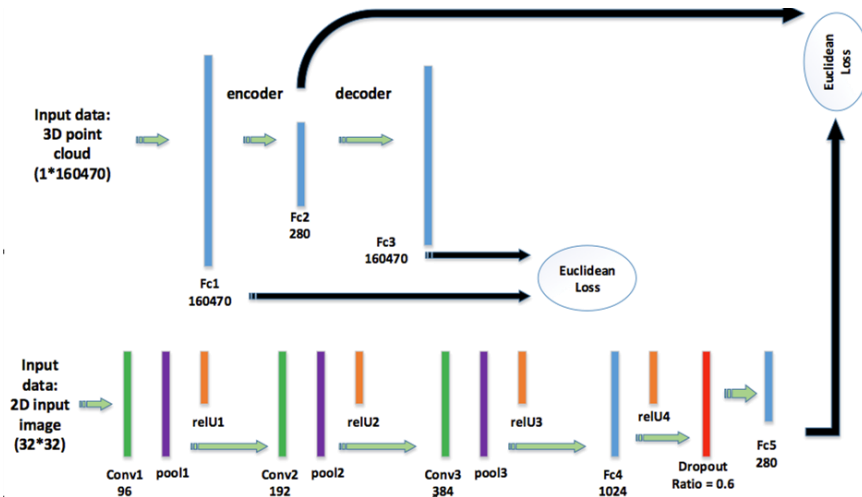 Euclidean
Loss
encoder
decoder
Input data:
3D point
cloud
(1*160470)
Fc2
280
Fc3
160470
Fc1
160470
Euclidean
Loss
Input
data:
2D input
image
(32*32)
relU1
relU2
relU3
relU4
Conv1
96
pool1
Conv2
192
pool2
Conv3
384
pool3
Fc4
1024
Dropout
Ratio = 0.6
Fc5
280